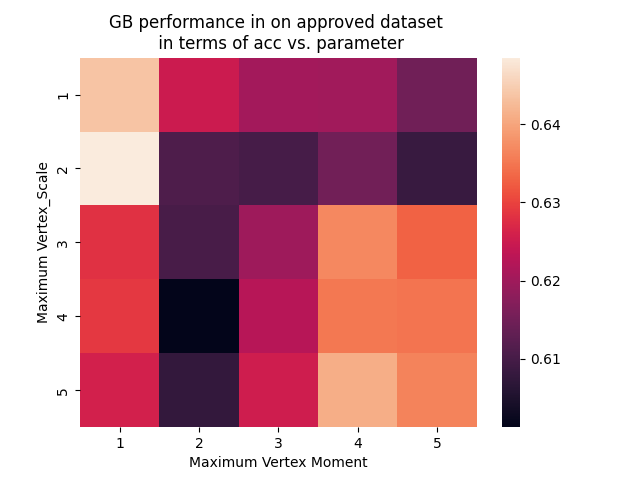 GB performance in on approved dataset
in terms of acc vs. parameter
Maximum Vertex_Scale
1
2
3
4
5
1 2 3 4 5
Maximum Vertex Moment
0.64
0.63
0.62
0.61